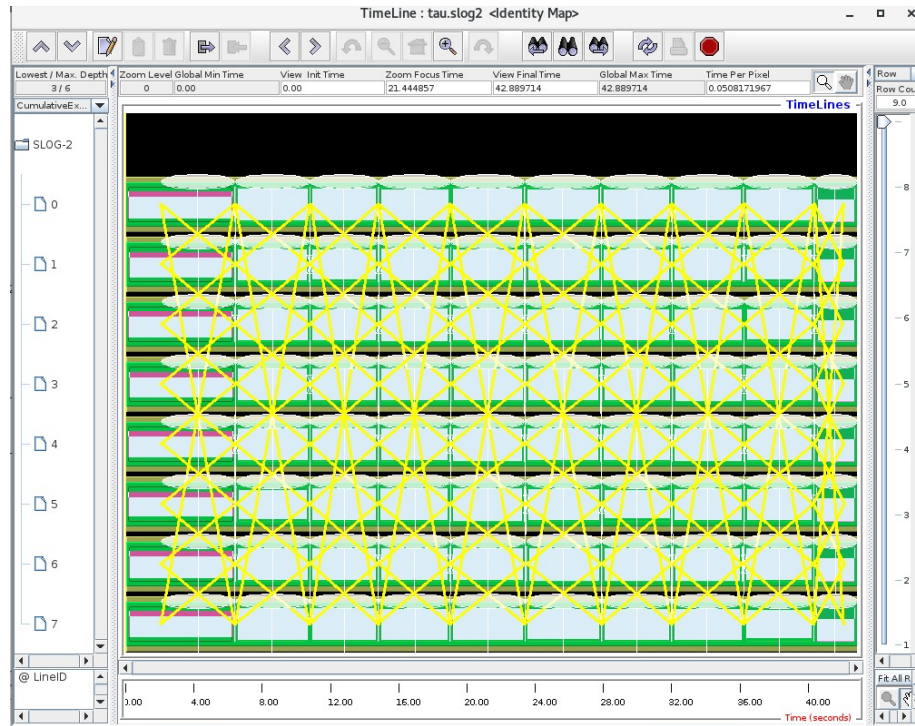 TimeLine : tau.slog2 <Identity Map>
Lowest / Max. Depth
3 / 6
Zoom Level
0
Global Min Time
0.00
View Init Time
0.00
Zoom Focus Time
21.444857
View Final Time
42.889714
Global Max Time
42.889714
Time Per Pixel
0.0508171967
Row
Row Cou
9.0
CumulativeEx...
TimeLines
SLOG-2
0
1
2
3
4
5
6
7
8
7
6
5
4
3
2
1
@ LineID
0.00 4.00 8.00 12.00 16.00 20.00 24.00 28.00 32.00 36.00 40.00
Time (seconds)
Fit All R